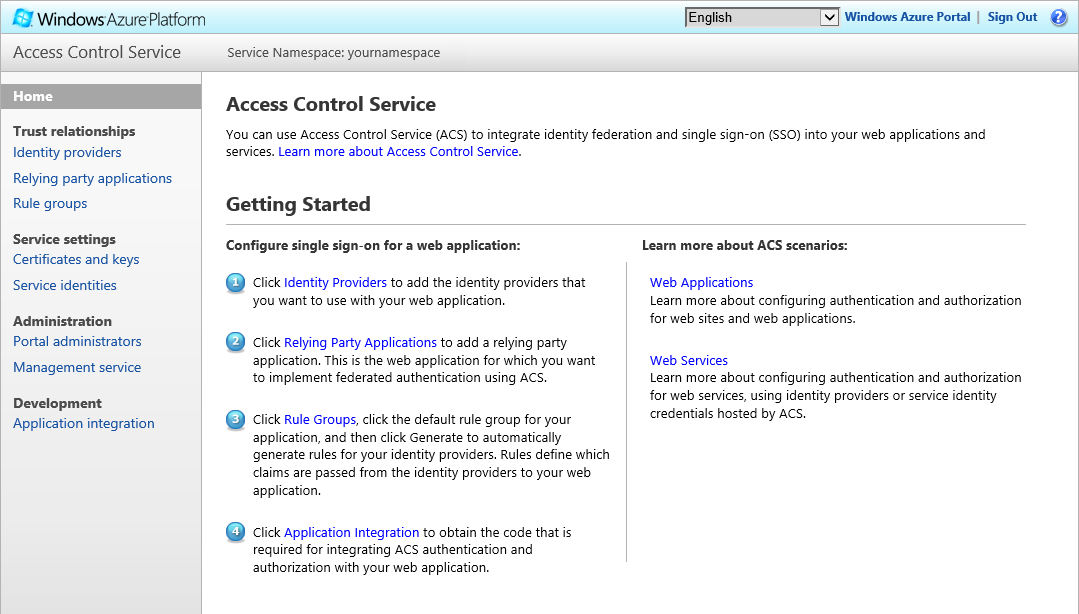 Windows Azure Platform
English
Windows Azure Portal | Sign Out
Access Control Service
Service Namespace: yournamespace
Home
Trust relationships
Identity providers
Relying party applications
Rule groups
Service settings
Certificates and keys
Service identities
Administration
Portal administrators
Management service
Development
Application integration
Access Control Service
You can use Access Control Service (ACS) to integrate identity federation and single sign-on (SSO) into your web applications and
services. Learn more about Access Control Service.
Getting Started
Configure single sign-on for a web application:
1 Click Identity Providers to add the identity providers that
you want to use with your web application.
2 Click Relying Party Applications to add a relying party
application. This is the web application for which you want
to implement federated authentication using ACS.
3 Click Rule Groups, click the default rule group for your
application, and then click Generate to automatically
generate rules for your identity providers. Rules define which
claims are passed from the identity providers to your web
application.
4 Click Application Integration to obtain the code that is
required for integrating ACS authentication and
authorization with your web application.
Learn more about ACS scenarios:
Web Applications
Learn more about configuring authentication and authorization
for web sites and web applications.
Web Services
Learn more about configuring authentication and authorization
for web services, using identity providers or service identity
credentials hosted by ACS.